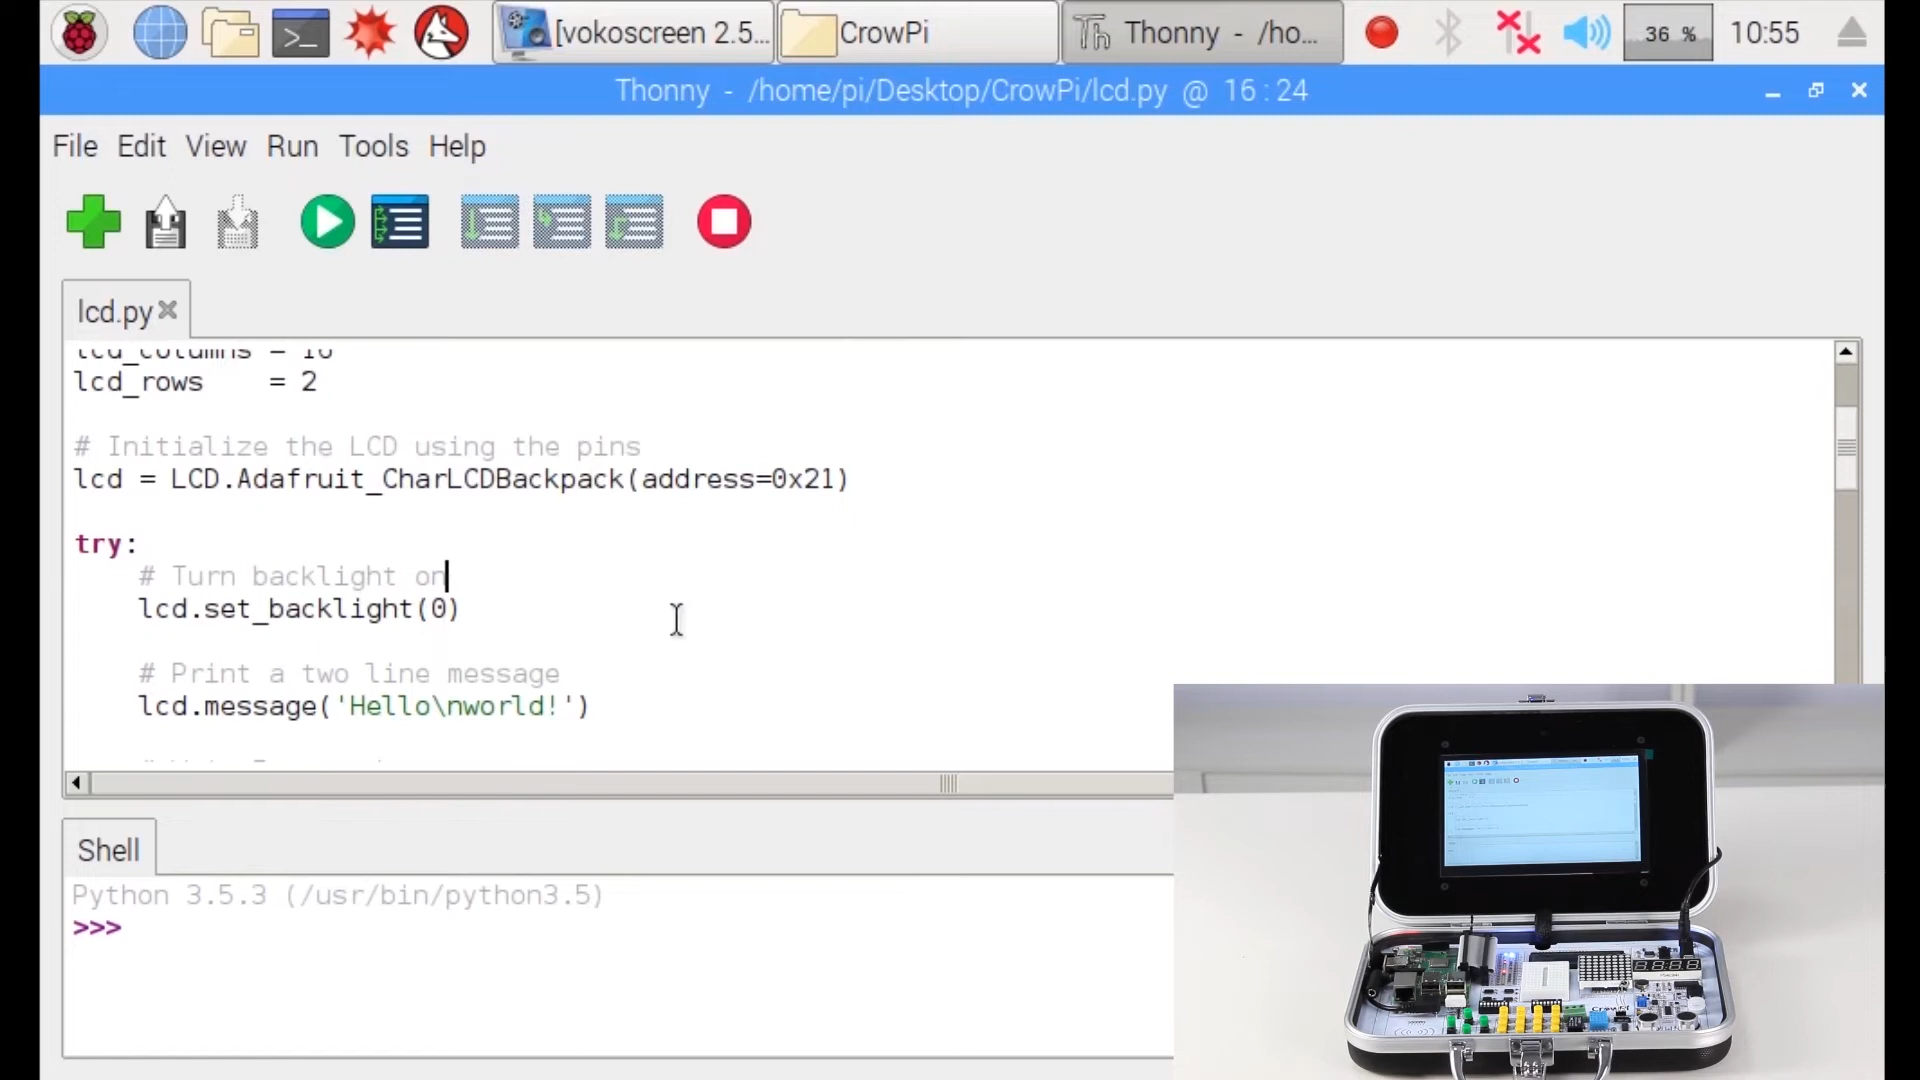 [vokoscreen 2.5...
CrowPi
Thonny - /ho...
36 %
10:55
Thonny - /home/pi/Desktop/CrowPi/lcd.py @ 16 : 24
File Edit View Run Tools Help
lcd.py
lcd_columns = 16
lcd_rows    = 2
# Initialize the LCD using the pins
lcd = LCD.Adafruit_CharLCDBackpack(address=0x21)
try:
    # Turn backlight on
    lcd.set_backlight(0)
    # Print a two line message
    lcd.message('Hello\nworld!')
Shell
Python 3.5.3 (/usr/bin/python3.5)
>>>
CrowPi